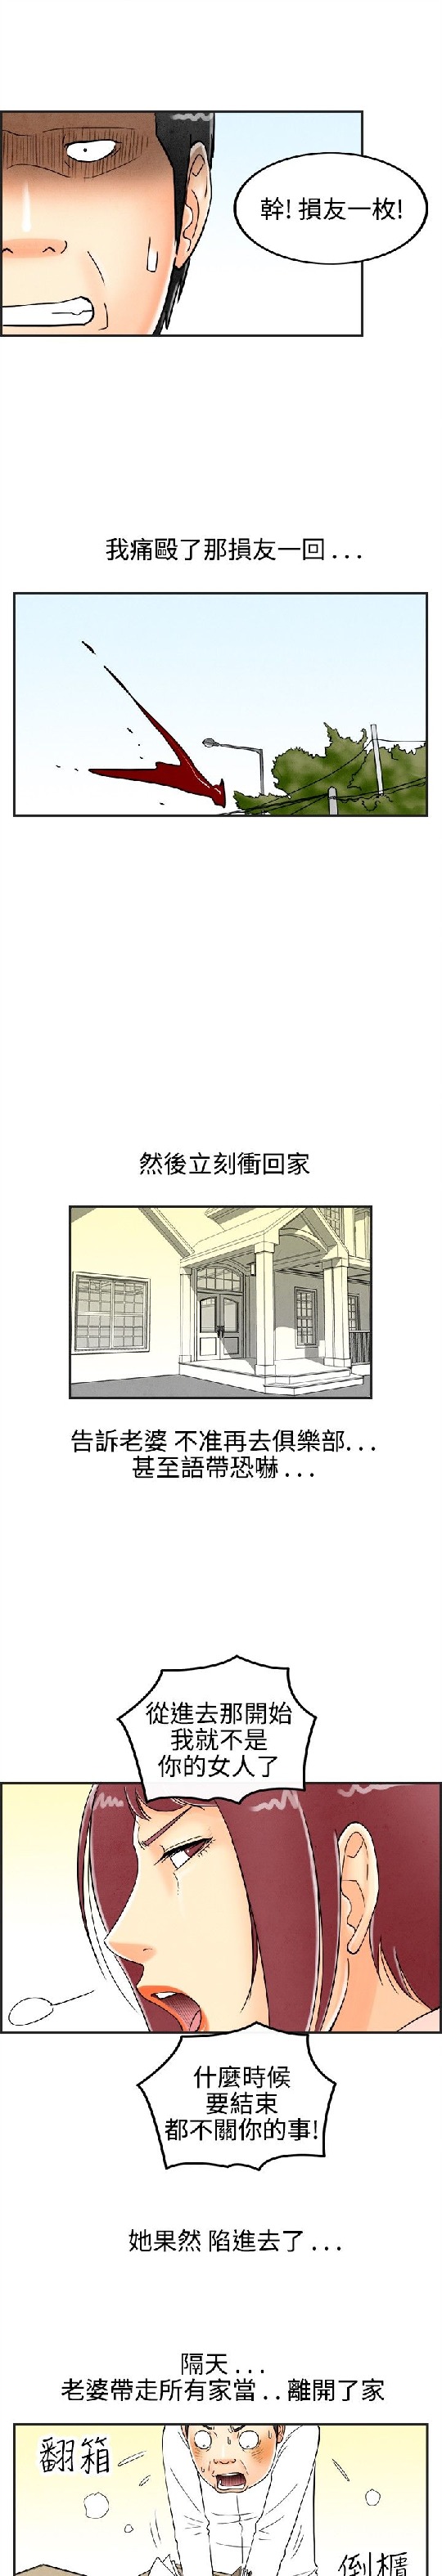 幹! 損友一枚!
我痛毆了那損友一回...
然後立刻衝回家
告訴老婆 不准再去俱樂部...
甚至語帶恐嚇...
從進去那開始
我就不是
你的女人了
什麼時候
要結束
都不關你的事!
她果然 陷進去了...
隔天...
老婆帶走所有家當..離開了家
翻箱
倒櫃